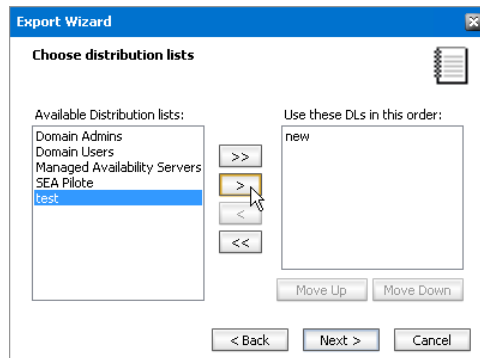 Export Wizard
Choose distribution lists
Available Distribution lists:
Domain Admins
Domain Users
Managed Availability Servers
SEA Pilote
test
>>
>
<
<<
Use these DLs in this order:
new
Move Up
Move Down
< Back
Next >
Cancel